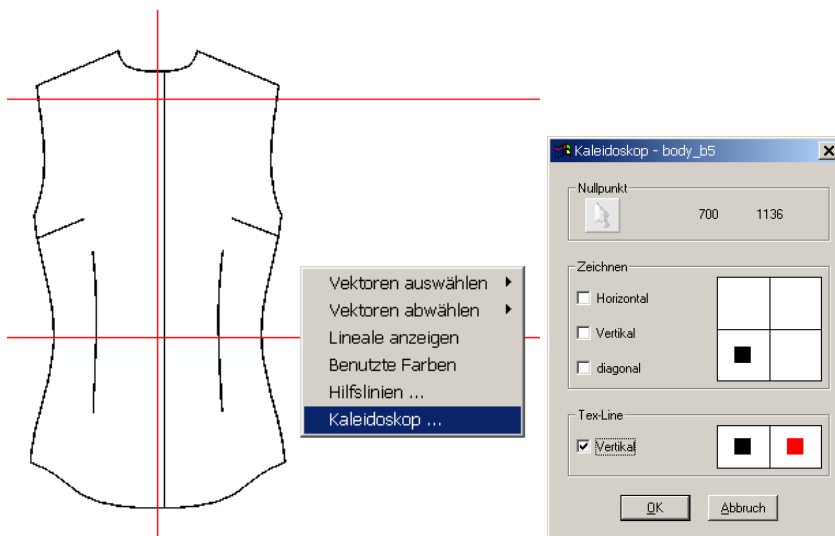 Vektoren auswählen
Vektoren abwählen
Lineale anzeigen
Benutzte Farben
Hilfslinien ...
Kaleidoskop ...
Kaleidoskop - body_b5
Nullpunkt
700 1136
Zeichnen
Horizontal
Vertikal
diagonal
Tex-Line
Vertikal
OK Abbruch